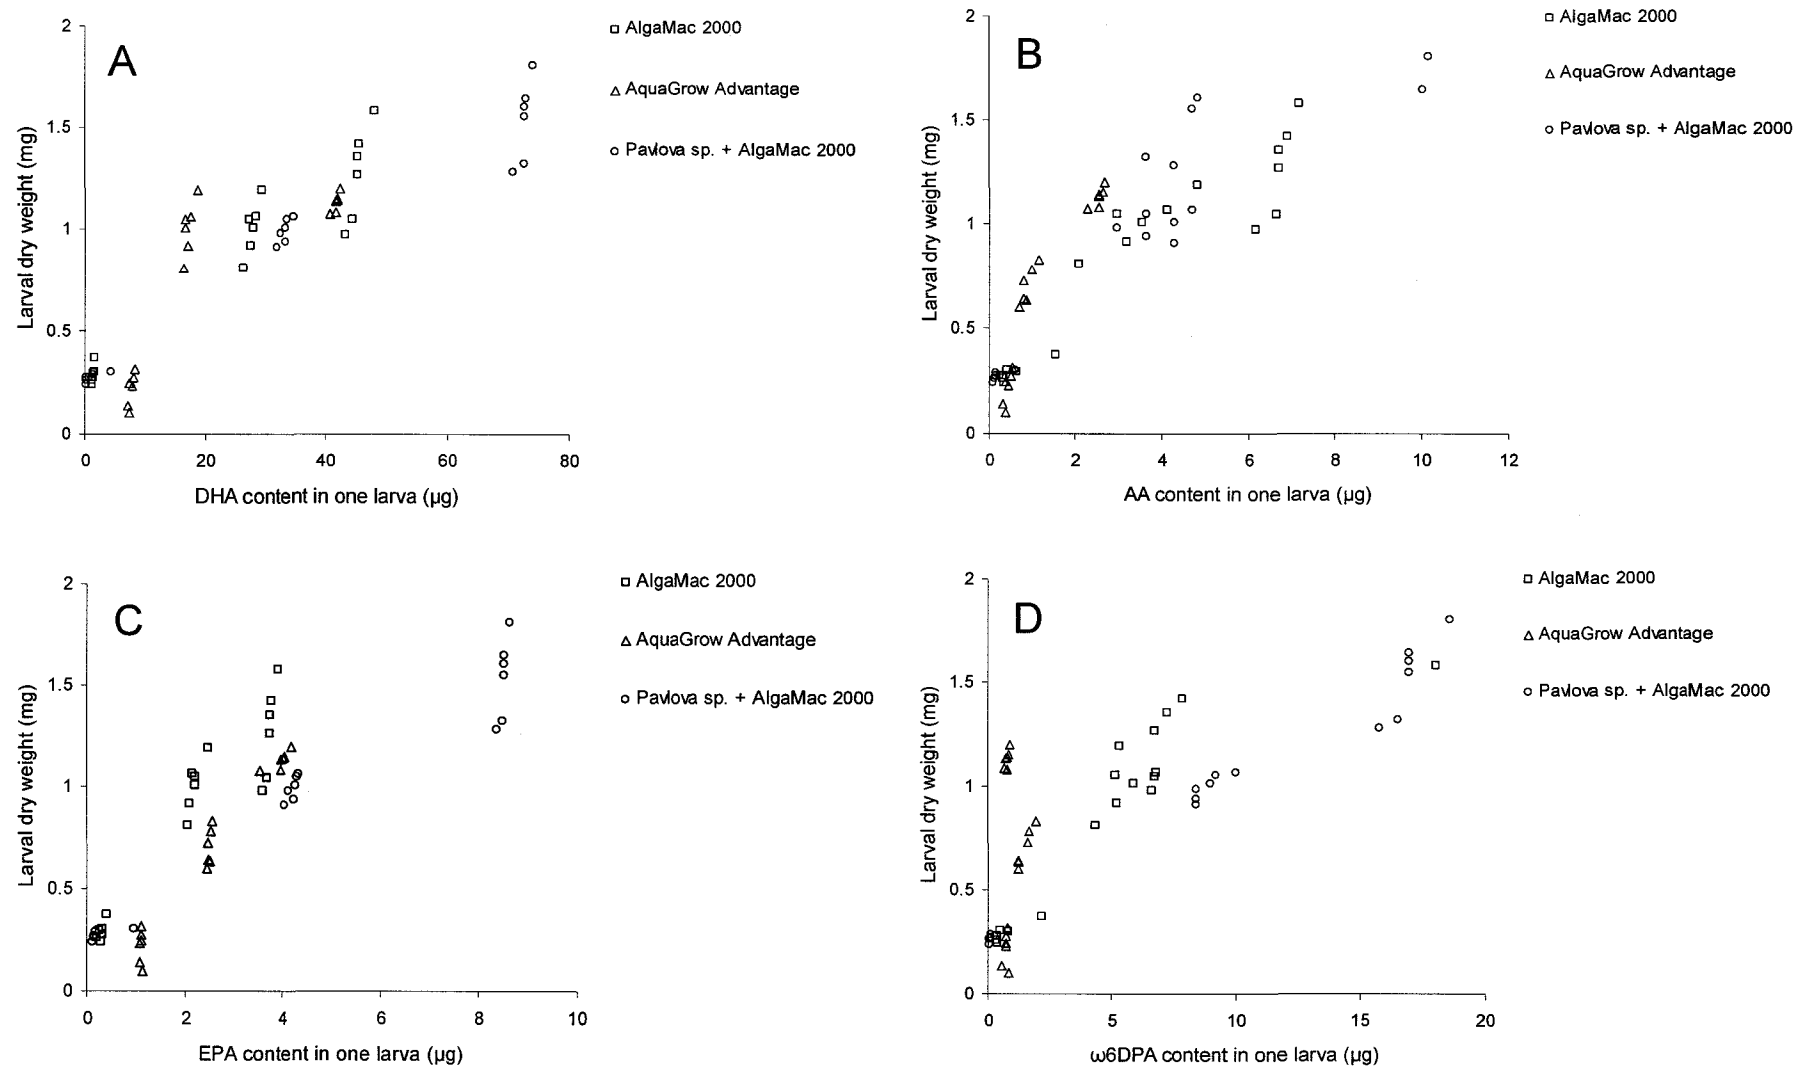 A
2
1.5
1
0.5
0
0 20 40 60 80
Larval dry weight (mg)
DHA content in one larva (µg)
AlgaMac 2000
AquaGrow Advantage
Pavlova sp. + AlgaMac 2000
B
2
1.5
1
0.5
0
0 2 4 6 8 10 12
Larval dry weight (mg)
AA content in one larva (µg)
AlgaMac 2000
AquaGrow Advantage
Pavlova sp. + AlgaMac 2000
C
2
1.5
1
0.5
0
0 2 4 6 8 10
Larval dry weight (mg)
EPA content in one larva (µg)
AlgaMac 2000
AquaGrow Advantage
Pavlova sp. + AlgaMac 2000
D
2
1.5
1
0.5
0
0 5 10 15 20
Larval dry weight (mg)
ω6DPA content in one larva (µg)
AlgaMac 2000
AquaGrow Advantage
Pavlova sp. + AlgaMac 2000